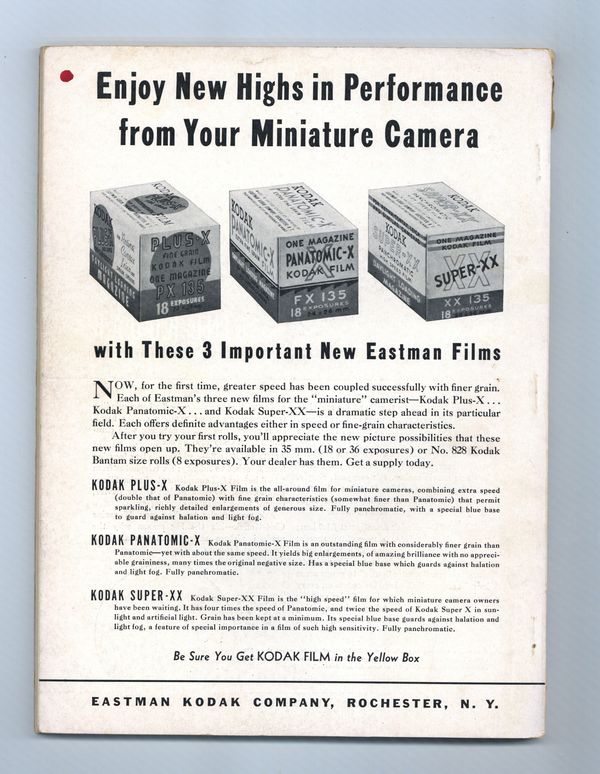 Enjoy New Highs in Performance
from Your Miniature Camera
KODAK
PLUS-X
FINE GRAIN
KODAK FILM
ONE MAGAZINE
PX 135
18 EXPOSURES
KODAK
PANATOMIC-X
KODAK
PANATOMIC-X
ONE MAGAZINE
PANATOMIC-X
KODAK FILM
FX 135
18 EXPOSURES
24 x 36 mm
KODAK
SUPER-XX
PANCHROMATIC
DAYLIGHT LOADING
MAGAZINE
ONE MAGAZINE
KODAK FILM
SUPER-XX
XX 135
18 EXPOSURES
with These 3 Important New Eastman Films
NOW, for the first time, greater speed has been coupled successfully with finer grain.
Each of Eastman's three new films for the "miniature" camerist—Kodak Plus-X ...
Kodak Panatomic-X ... and Kodak Super-XX—is a dramatic step ahead in its particular
field. Each offers definite advantages either in speed or fine-grain characteristics.
After you try your first rolls, you'll appreciate the new picture possibilities that these
new films open up. They're available in 35 mm. (18 or 36 exposures) or No. 828 Kodak
Bantam size rolls (8 exposures). Your dealer has them. Get a supply today.
KODAK PLUS-X Kodak Plus-X Film is the all-around film for miniature cameras, combining extra speed
(double that of Panatomic) with fine grain characteristics (somewhat finer than Panatomic) that permit
sparkling, richly detailed enlargements of generous size. Fully panchromatic, with a special blue base
to guard against halation and light fog.
KODAK PANATOMIC-X Kodak Panatomic-X Film is an outstanding film with considerably finer grain than
Panatomic—yet with about the same speed. It yields big enlargements, of amazing brilliance with no appreci-
able graininess, many times the original negative size. Has a special blue base which guards against halation
and light fog. Fully panchromatic.
KODAK SUPER-XX Kodak Super-XX Film is the "high speed" film for which miniature camera owners
have been waiting. It has four times the speed of Panatomic, and twice the speed of Kodak Super X in sun-
light and artificial light. Grain has been kept at a minimum. Its special blue base guards against halation and
light fog, a feature of special importance in a film of such high sensitivity. Fully panchromatic.
Be Sure You Get KODAK FILM in the Yellow Box
EASTMAN KODAK COMPANY, ROCHESTER, N. Y.